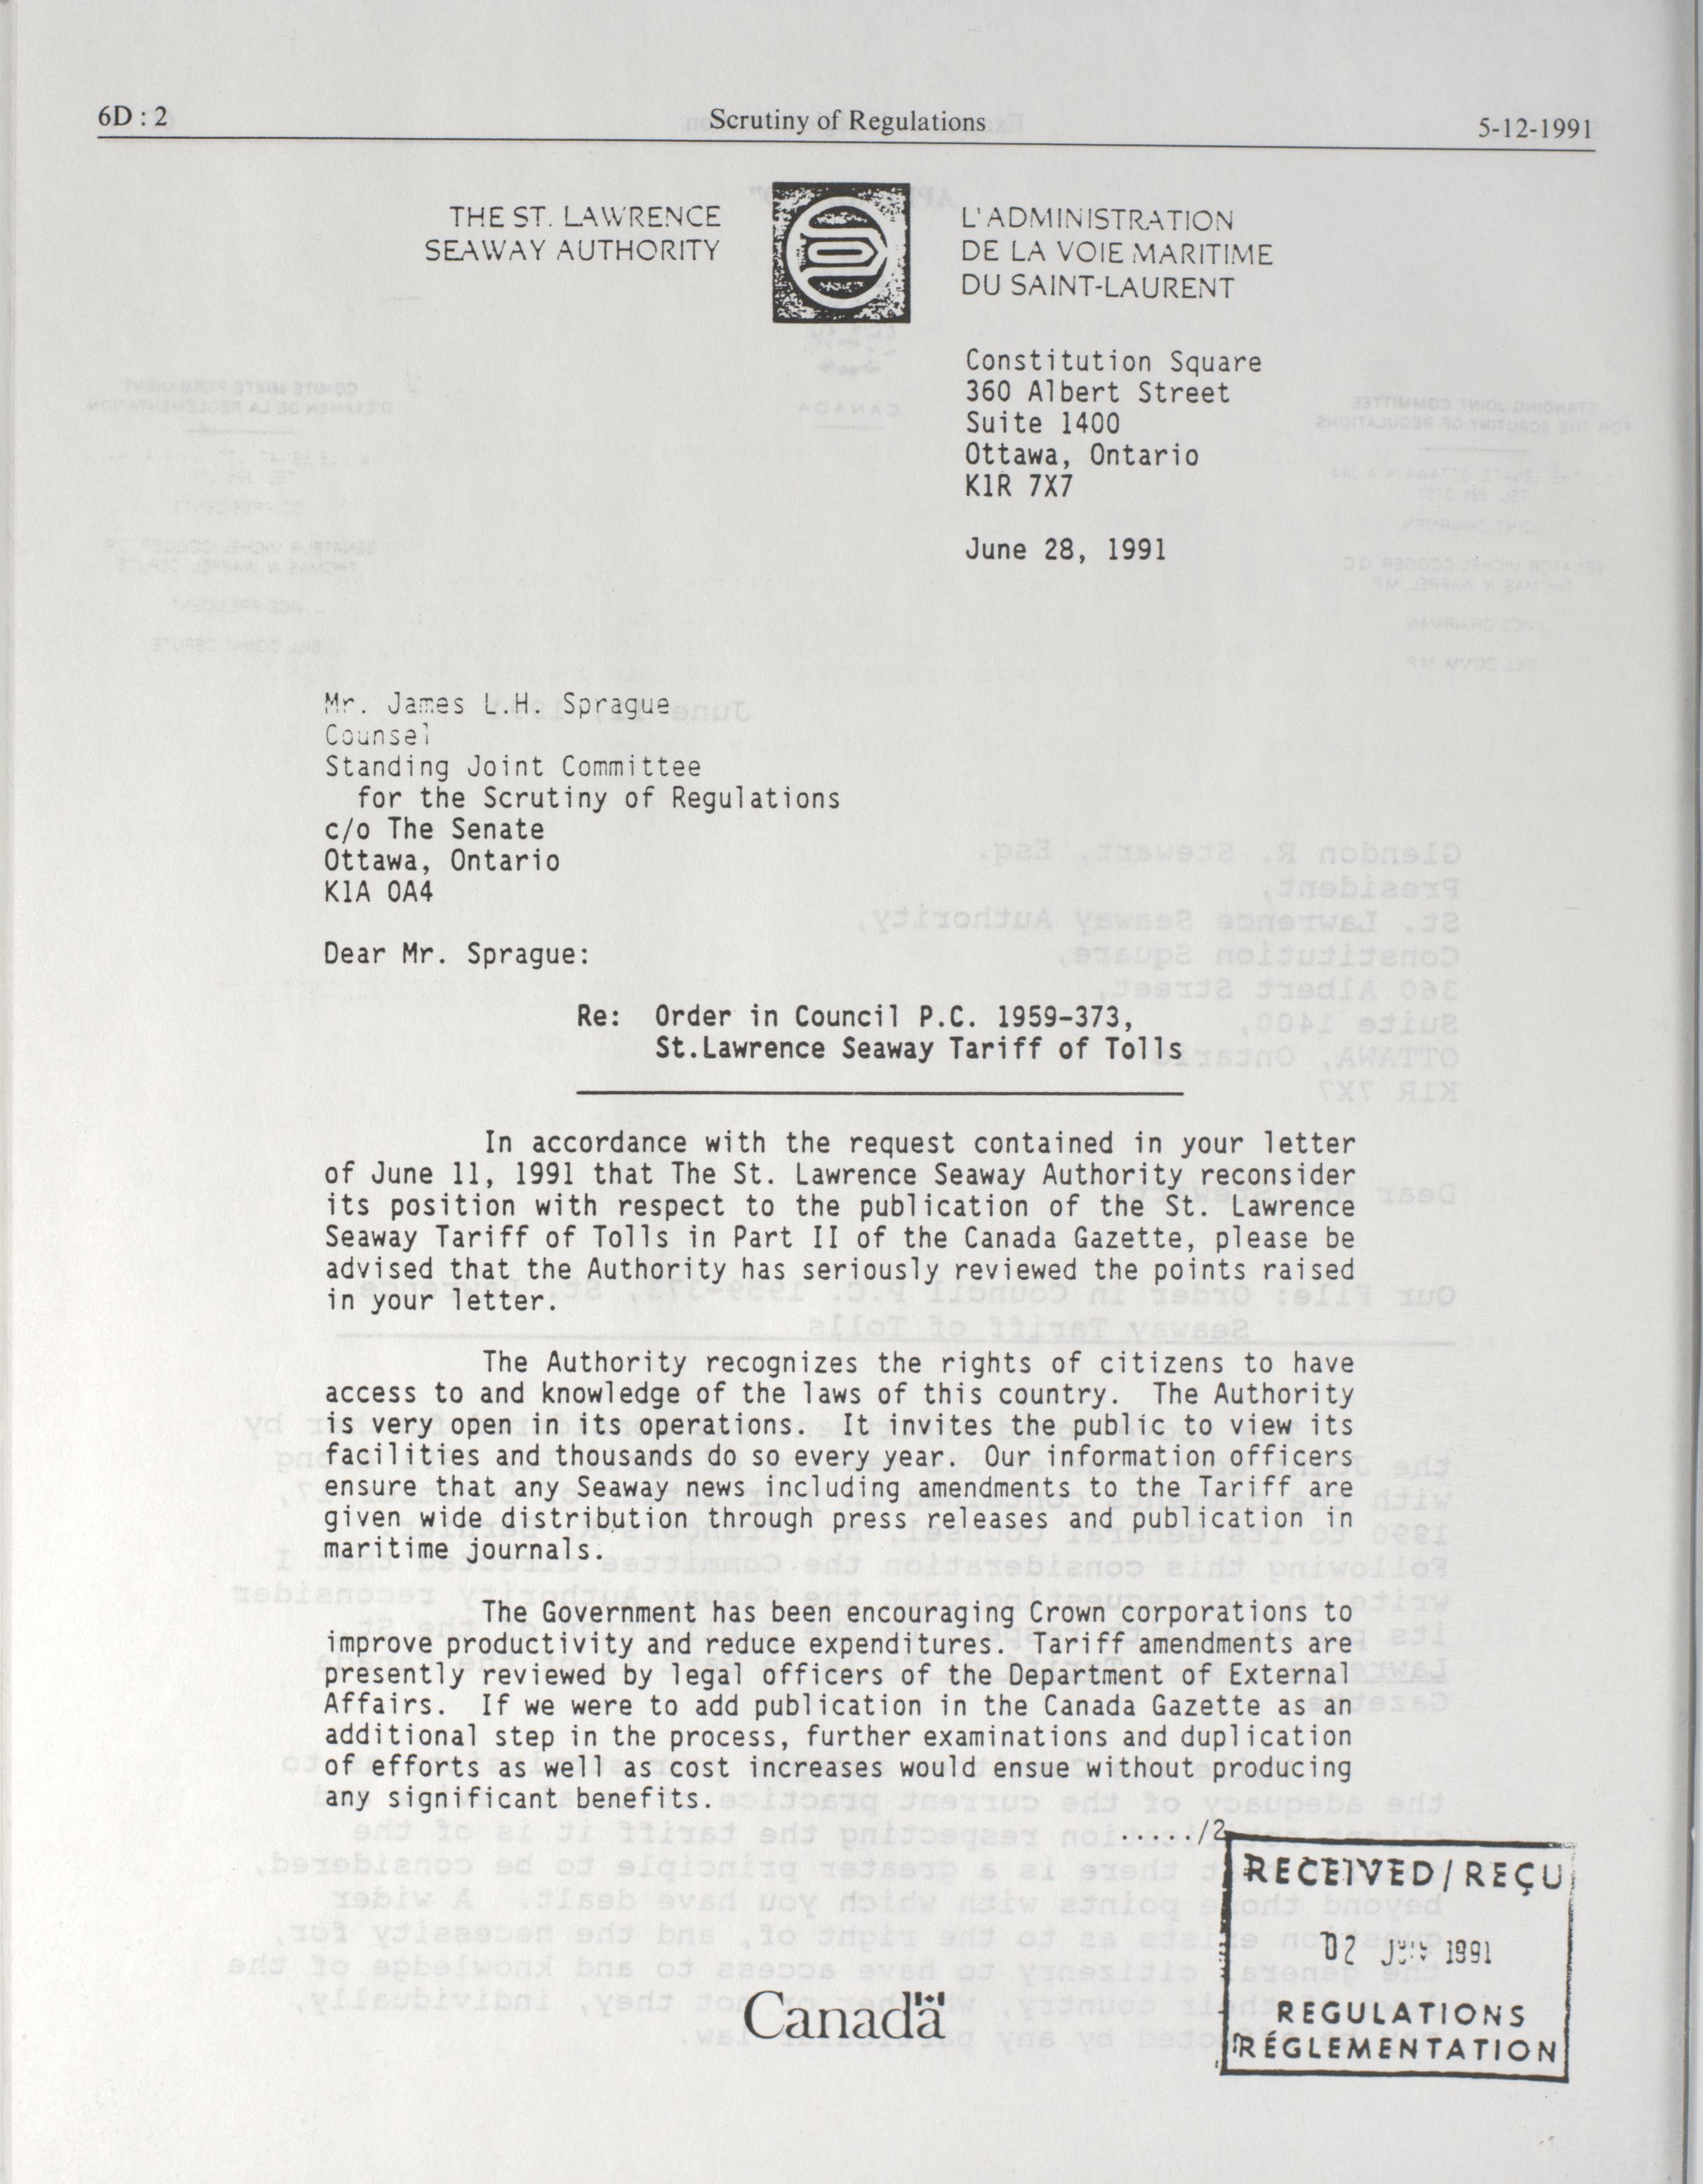 6D : 2 Scrutiny of Regulations 5-12-1991
THE ST. LAWRENCE
SEAWAY AUTHORITY
L'ADMINISTRATION
DE LA VOIE MARITIME
DU SAINT-LAURENT
Constitution Square
360 Albert Street
Suite 1400
Ottawa, Ontario
K1R 7X7
June 28, 1991
Mr. James L.H. Sprague
Counsel
Standing Joint Committee
for the Scrutiny of Regulations
c/o The Senate
Ottawa, Ontario
K1A 0A4
Dear Mr. Sprague:
Re: Order in Council P.C. 1959-373,
St.Lawrence Seaway Tariff of Tolls
In accordance with the request contained in your letter
of June 11, 1991 that The St. Lawrence Seaway Authority reconsider
its position with respect to the publication of the St. Lawrence
Seaway Tariff of Tolls in Part II of the Canada Gazette, please be
advised that the Authority has seriously reviewed the points raised
in your letter.
The Authority recognizes the rights of citizens to have
access to and knowledge of the laws of this country. The Authority
is very open in its operations. It invites the public to view its
facilities and thousands do so every year. Our information officers
ensure that any Seaway news including amendments to the Tariff are
given wide distribution through press releases and publication in
maritime journals.
The Government has been encouraging Crown corporations to
improve productivity and reduce expenditures. Tariff amendments are
presently reviewed by legal officers of the Department of External
Affairs. If we were to add publication in the Canada Gazette as an
additional step in the process, further examinations and duplication
of efforts as well as cost increases would ensue without producing
any significant benefits.
...../2
RECEIVED / REÇU
02 1991
REGULATIONS
RÉGLEMENTATION
Canada